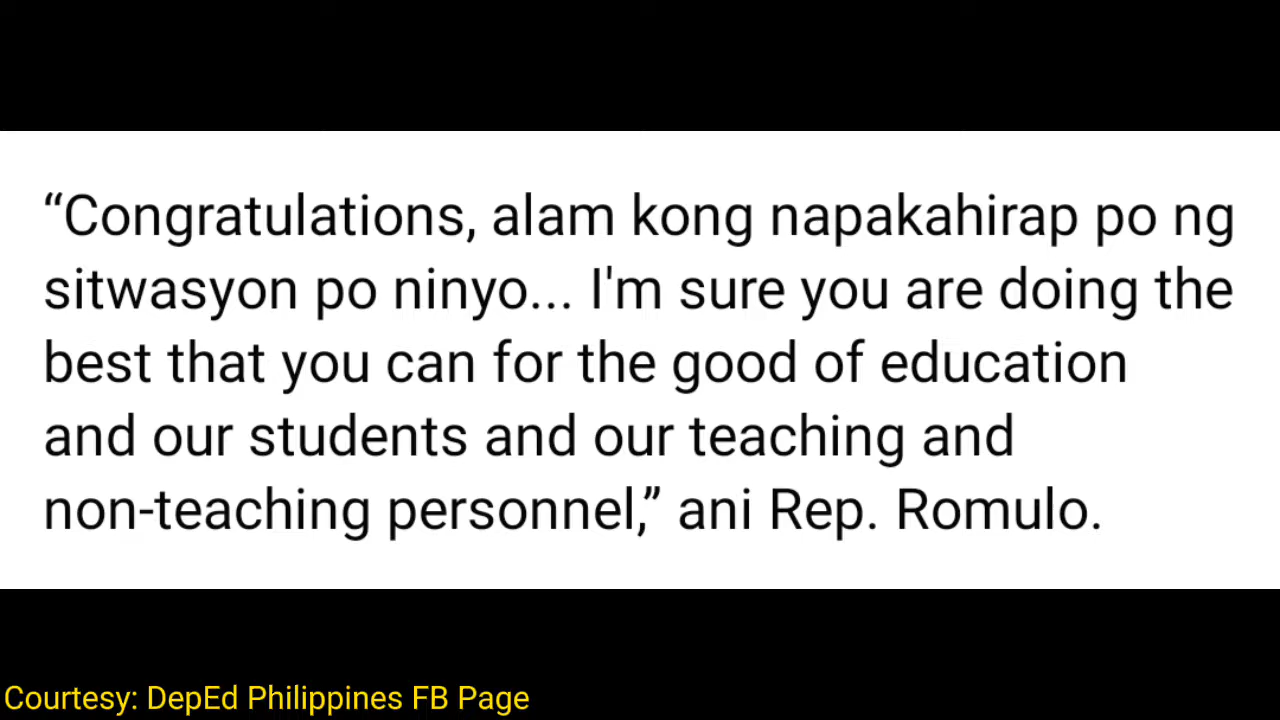 “Congratulations, alam kong napakahirap po ng
sitwasyon po ninyo... I'm sure you are doing the
best that you can for the good of education
and our students and our teaching and
non-teaching personnel,” ani Rep. Romulo.
Courtesy: DepEd Philippines FB Page